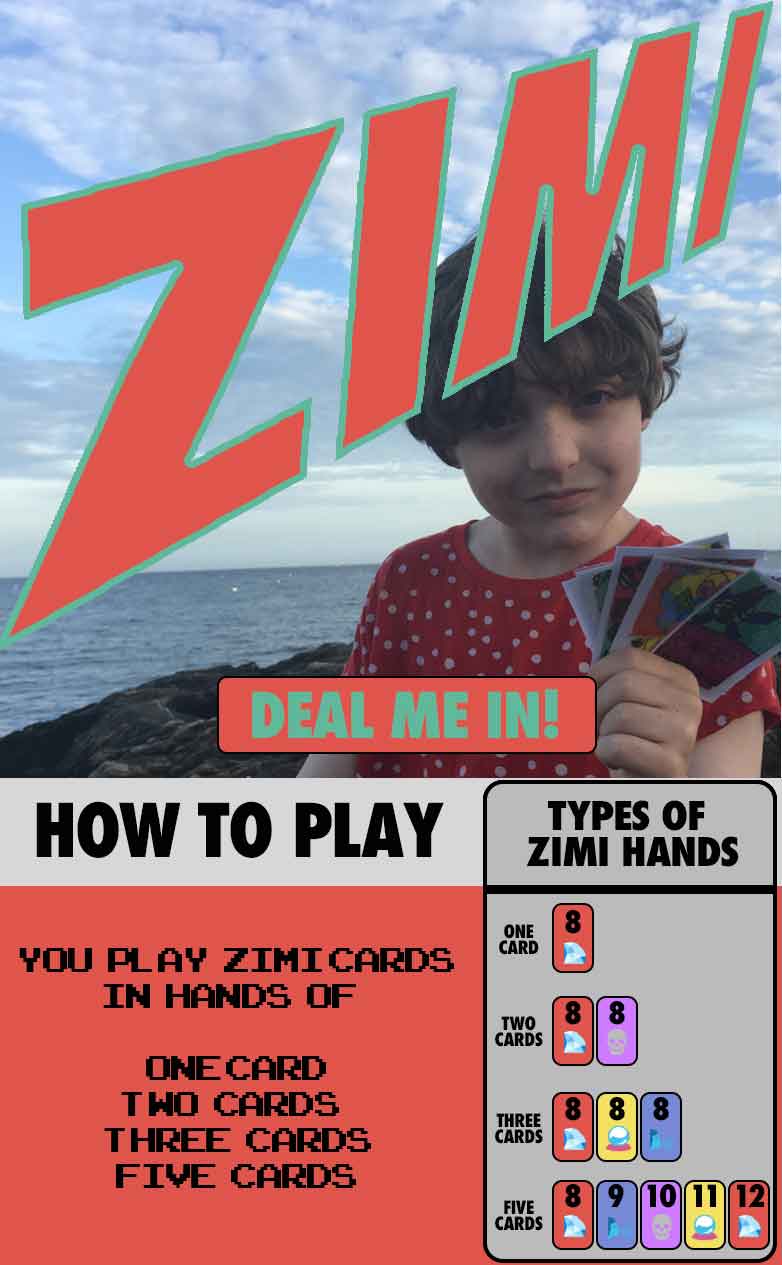 ZIMI
DEAL ME IN!
HOW TO PLAY
YOU PLAY ZIMI CARDS
IN HANDS OF
ONE CARD
TWO CARDS
THREE CARDS
FIVE CARDS
TYPES OF
ZIMI HANDS
ONE
CARD
8
TWO
CARDS
8 8
THREE
CARDS
8 8 8
FIVE
CARDS
8 9 10 11 12